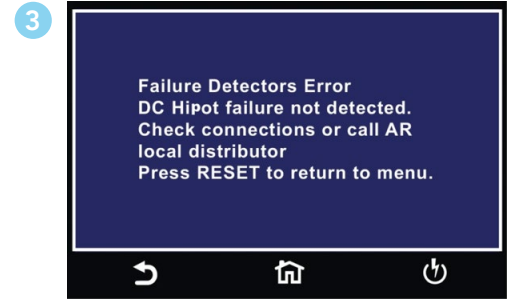 3
Failure Detectors Error
DC Hipot failure not detected.
Check connections or call AR
local distributor
Press RESET to return to menu.